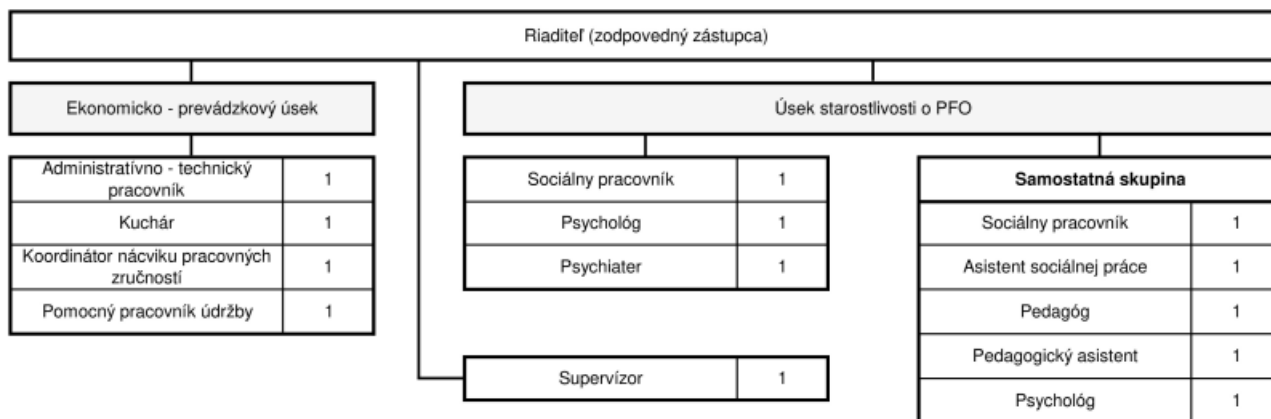 Riaditeľ (zodpovedný zástupca)
Ekonomicko - prevádzkový úsek
Úsek starostlivosti o PFO
Administratívno - technický
pracovník
1
Kuchár
1
Koordinátor nácviku pracovných
zručností
1
Pomocný pracovník údržby
1
Sociálny pracovník
1
Psychológ
1
Psychiater
1
Supervízor
1
Samostatná skupina
Sociálny pracovník
1
Asistent sociálnej práce
1
Pedagóg
1
Pedagogický asistent
1
Psychológ
1